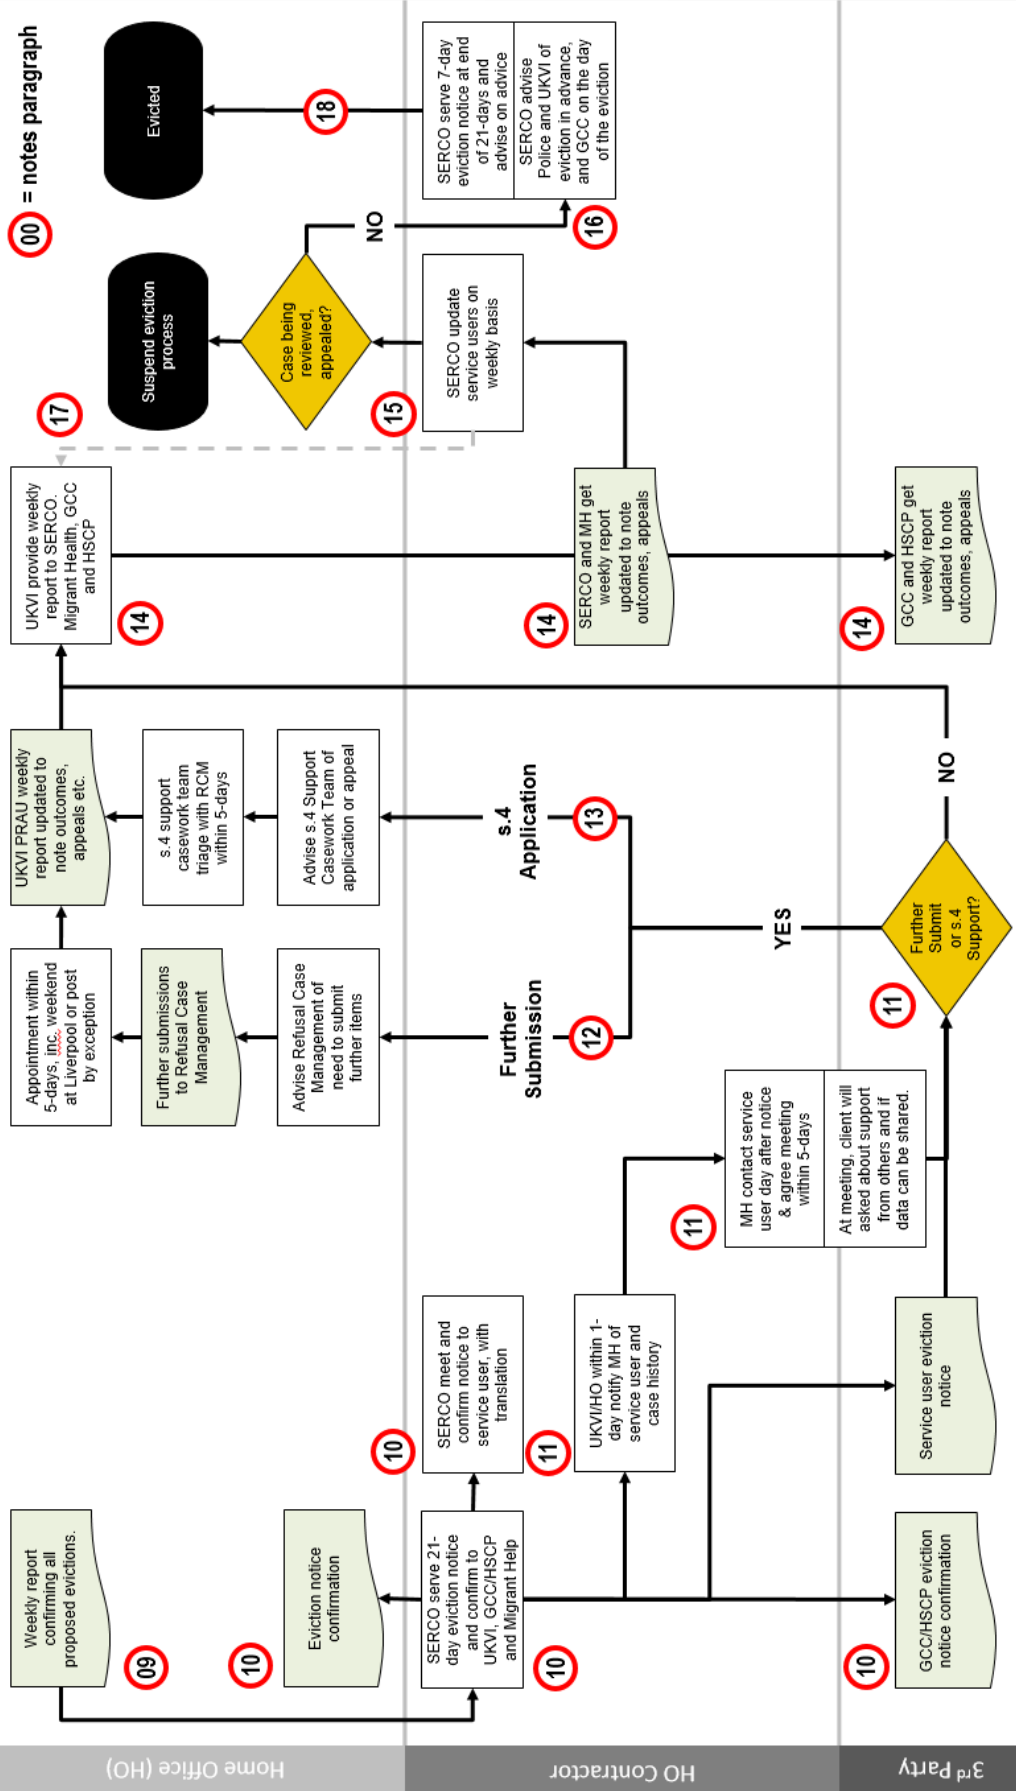 00 = notes paragraph
Home Office (HO)
HO Contractor
3rd Party
Weekly report
confirming all
proposed evictions.
09
10
Eviction notice
confirmation
SERCO serve 21-
day eviction notice
and confirm to
UKVI, GCC/HSCP
and Migrant Help
10
10
GCC/HSCP eviction
notice confirmation
10
SERCO meet and
confirm notice to
service user, with
translation
11
UKVI/HO within 1-
day notify MH of
service user and
case history
Service user eviction
notice
11
MH contact service
user day after notice
& agree meeting
within 5-days
At meeting, client will
asked about support
from others and if
data can be shared.
11
Further
Submit
or s.4
Support?
YES
NO
Further
Submission
12
s.4
Application
13
Advise Refusal Case
Management of
need to submit
further items
Further submissions
to Refusal Case
Management
Appointment within
5-days, inc. weekend
at Liverpool or post
by exception
Advise s.4 Support
Casework Team of
application or appeal
s.4 support
casework team
triage with RCM
within 5-days
UKVI PRAU weekly
report updated to
note outcomes,
appeals etc.
14
UKVI provide weekly
report to SERCO.
Migrant Health, GCC
and HSCP
14
SERCO and MH get
weekly report
updated to note
outcomes, appeals
14
GCC and HSCP get
weekly report
updated to note
outcomes, appeals
17
15
SERCO update
service users on
weekly basis
Case being
reviewed,
appealed?
Suspend eviction
process
NO
16
SERCO serve 7-day
eviction notice at end
of 21-days and
advise on advice
SERCO advise
Police and UKVI of
eviction in advance,
and GCC on the day
of the eviction
18
Evicted